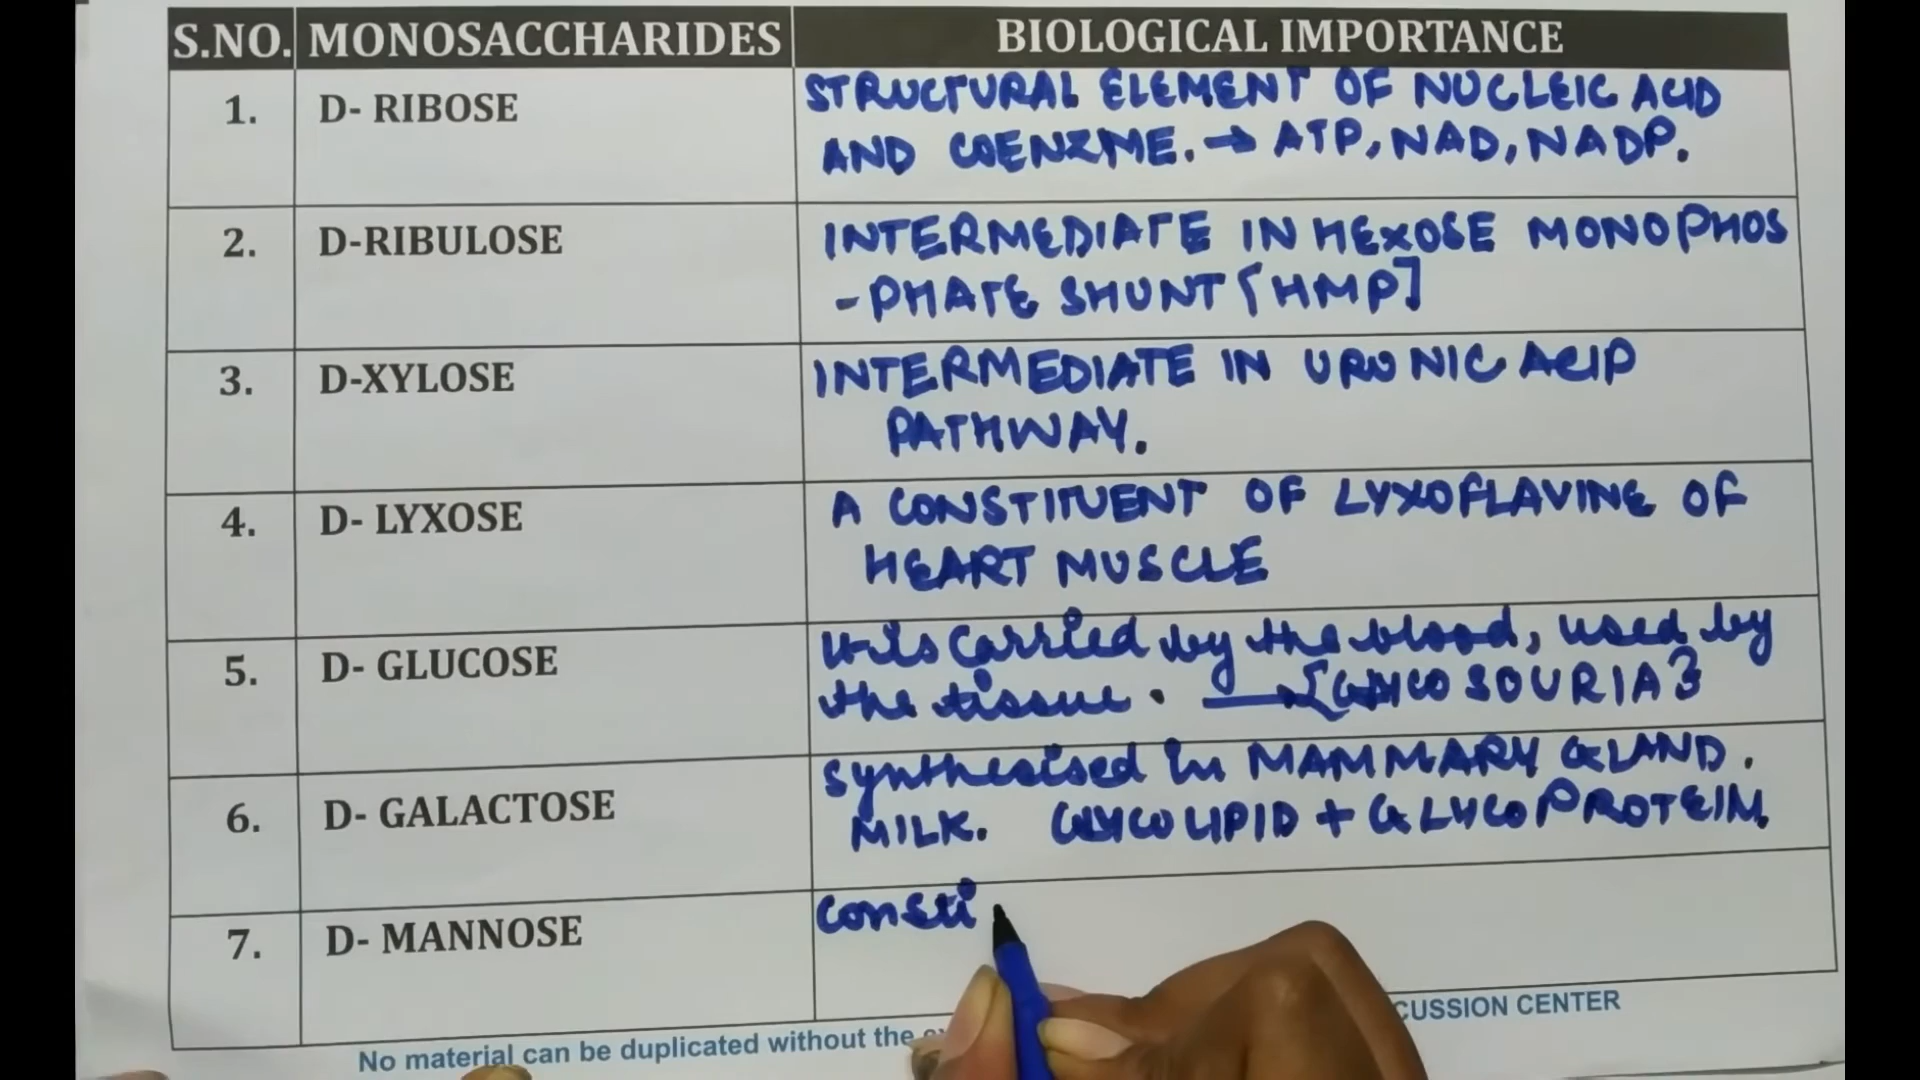 S.NO. MONOSACCHARIDES BIOLOGICAL IMPORTANCE
1. D- RIBOSE STRUCTURAL ELEMENT OF NUCLEIC ACID
AND COENZME. → ATP, NAD, NADP.
2. D-RIBULOSE INTERMEDIATE IN HEXOSE MONOPHOS
-PHATE SHUNT [HMP]
3. D-XYLOSE INTERMEDIATE IN URONIC ACID
PATHWAY.
4. D- LYXOSE A CONSTITUENT OF LYXOFLAVINE OF
HEART MUSCLE
5. D- GLUCOSE It is carried by the blood, used by
the tissue. → [GLYCOSOURIA]
6. D- GALACTOSE synthesised in MAMMARY GLAND.
MILK. GLYCOLIPID + GLYCOPROTEIN.
7. D- MANNOSE consti
No material can be duplicated without the CUSSION CENTER